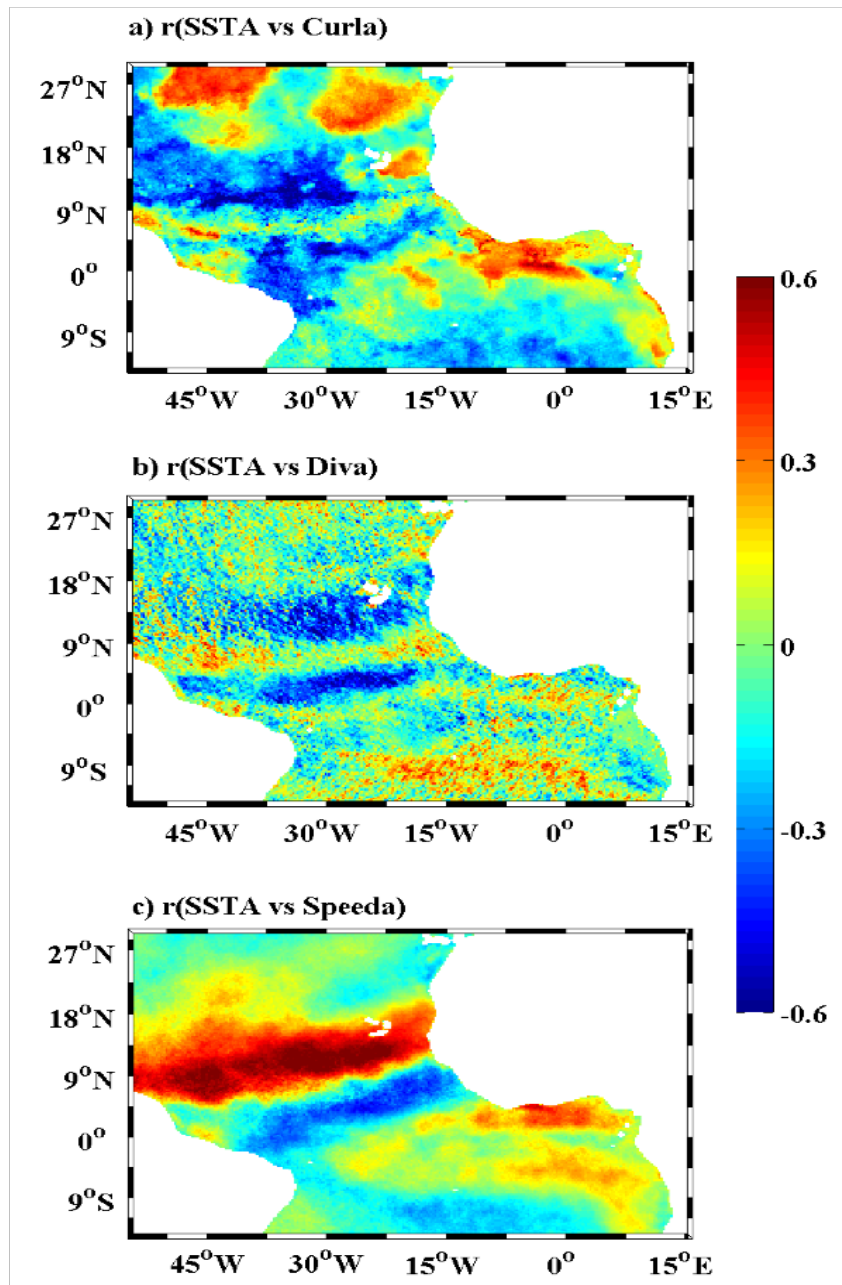 a) r(SSTA vs Curla)
27°N
18°N
9°N
0°
9°S
45°W 30°W 15°W 0° 15°E
b) r(SSTA vs Diva)
27°N
18°N
9°N
0°
9°S
45°W 30°W 15°W 0° 15°E
c) r(SSTA vs Speeda)
27°N
18°N
9°N
0°
9°S
45°W 30°W 15°W 0° 15°E
0.6
0.3
0
-0.3
-0.6